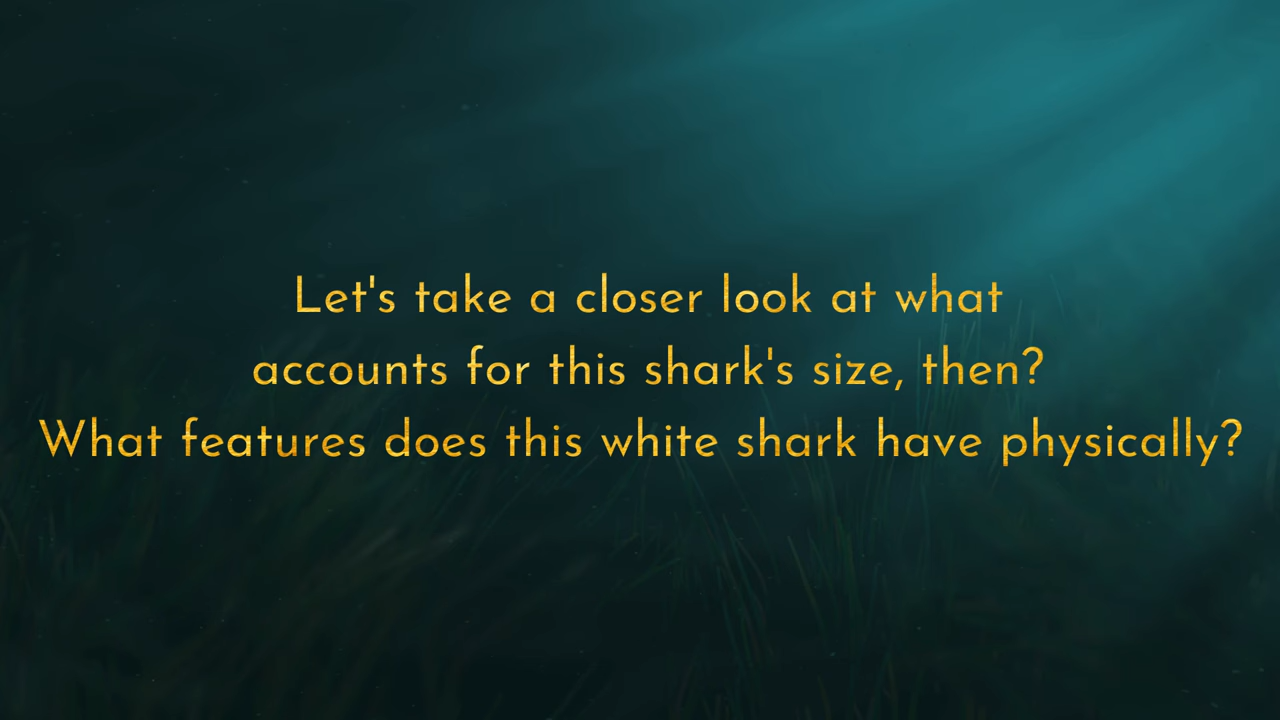 Let's take a closer look at what
accounts for this shark's size, then?
What features does this white shark have physically?